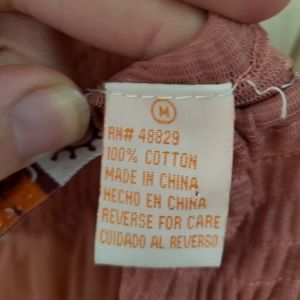 M
RN# 48829
100% COTTON
MADE IN CHINA
HECHO EN CHINA
REVERSE FOR CARE
CUIDADO AL REVERSO